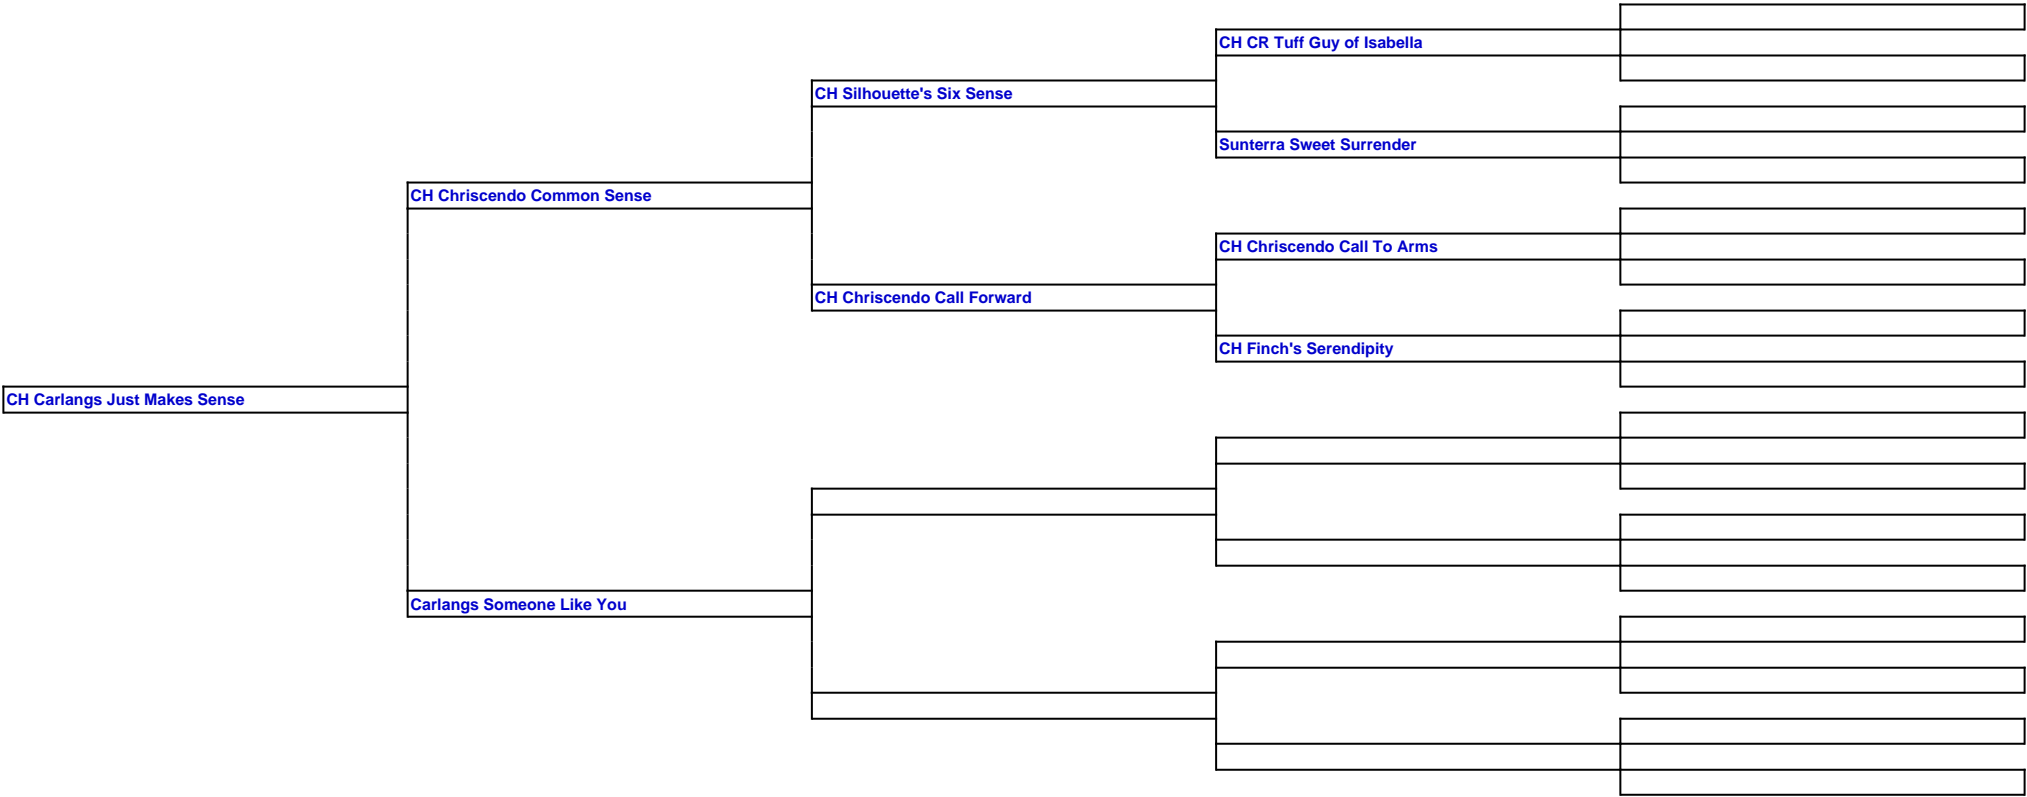 CH CR Tuff Guy of Isabella
CH Silhouette's Six Sense
Sunterra Sweet Surrender
CH Chriscendo Common Sense
CH Chriscendo Call To Arms
CH Chriscendo Call Forward
CH Finch's Serendipity
CH Carlangs Just Makes Sense
Carlangs Someone Like You